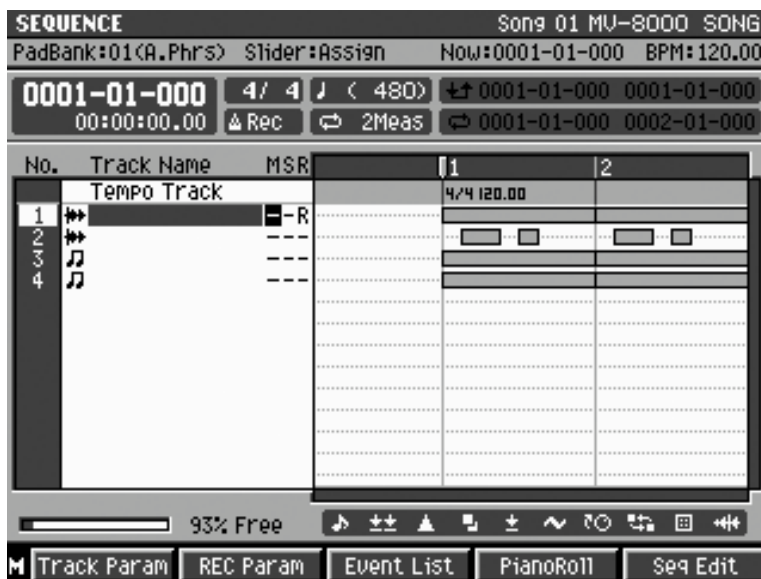 SEQUENCE Song 01 MV-8000 SONG
PadBank:01(A.Phrs) Slider:Assign Now:0001-01-000 BPM:120.00
0001-01-000 4/ 4 ( 480) 0001-01-000 0001-01-000
00:00:00.00 Rec 2Meas 0001-01-000 0002-01-000
No. Track Name MSR 1 2
Tempo Track 4/4 120.00
1 --R
2 ---
3 ---
4 ---
93% Free
M Track Param REC Param Event List PianoRoll Seq Edit